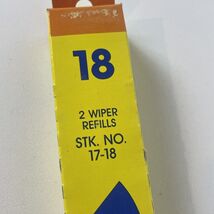 18
2 WIPER
REFILLS
STK. NO.
17-18